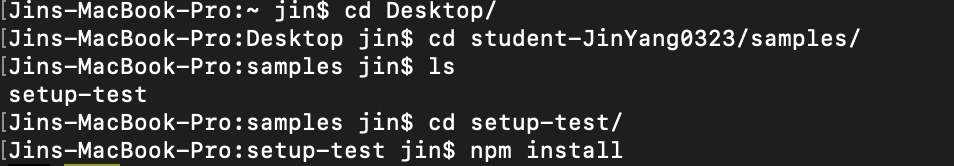 [Jins-MacBook-Pro:~ jin$ cd Desktop/
[Jins-MacBook-Pro:Desktop jin$ cd student-JinYang0323/samples/
[Jins-MacBook-Pro:samples jin$ ls
setup-test
[Jins-MacBook-Pro:samples jin$ cd setup-test/
[Jins-MacBook-Pro:setup-test jin$ npm install